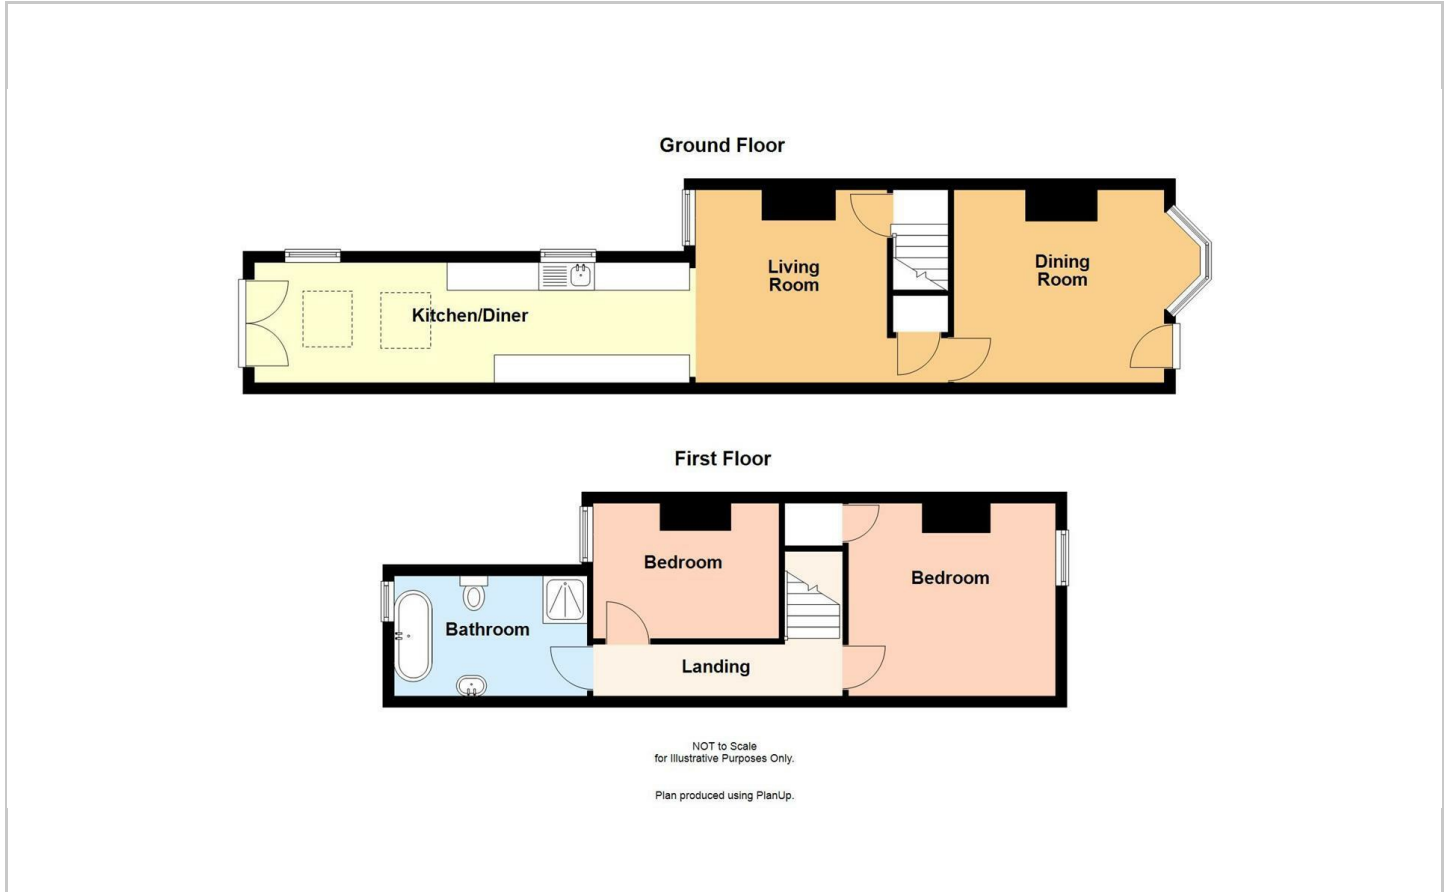 Ground Floor
Living
Room
Dining
Room
Kitchen/Diner
First Floor
Bedroom
Bedroom
Bathroom
Landing
NOT to Scale
for Illustrative Purposes Only.
Plan produced using PlanUp.